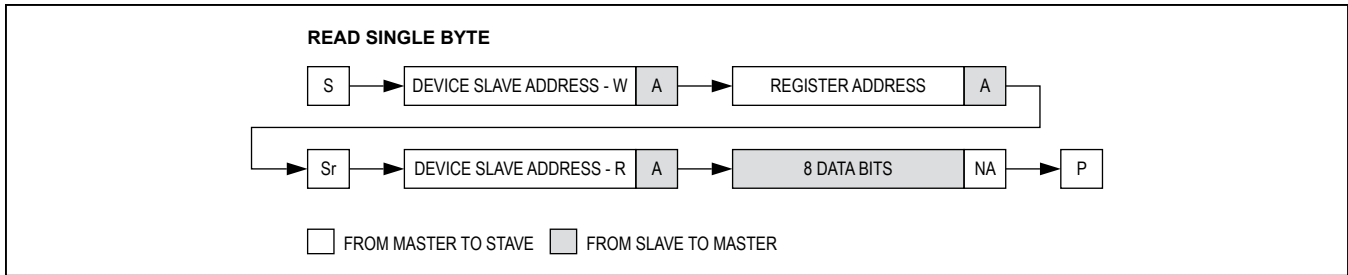 READ SINGLE BYTE
S DEVICE SLAVE ADDRESS - W A REGISTER ADDRESS A
Sr DEVICE SLAVE ADDRESS - R A 8 DATA BITS NA P
FROM MASTER TO STAVE FROM SLAVE TO MASTER